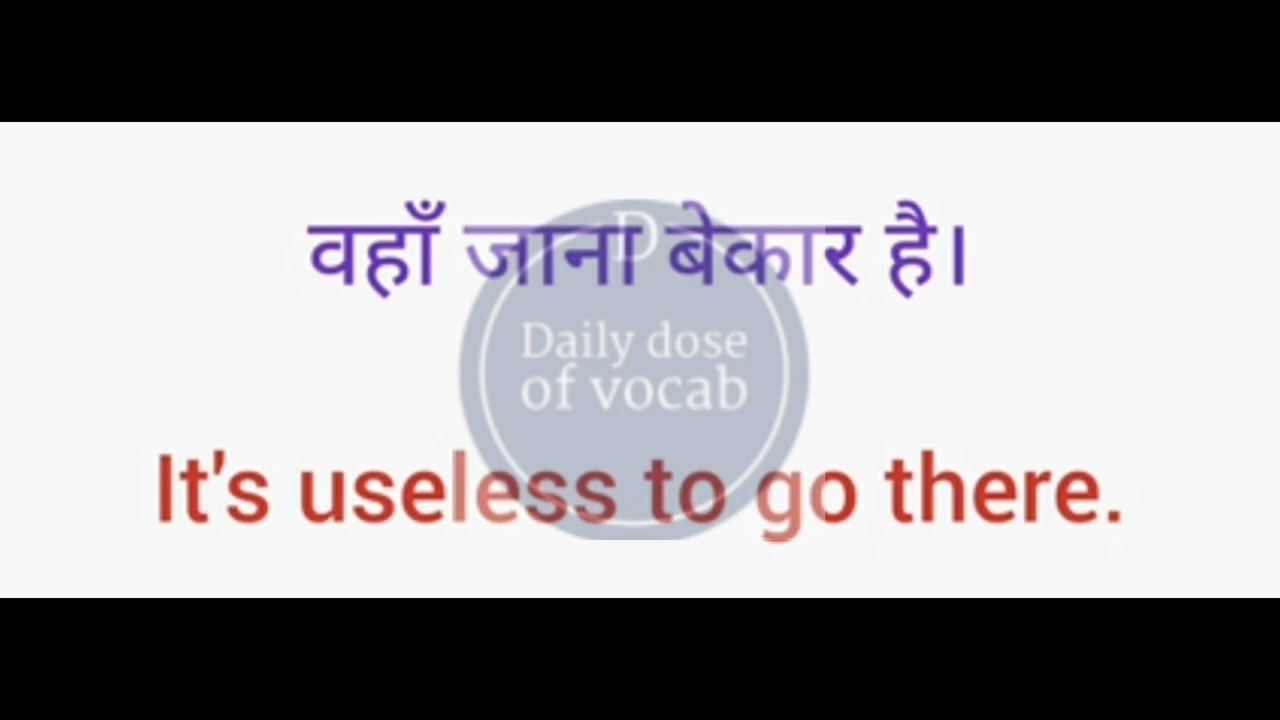 वहाँ जाना बेकार है।
D
Daily dose
of vocab
It's useless to go there.